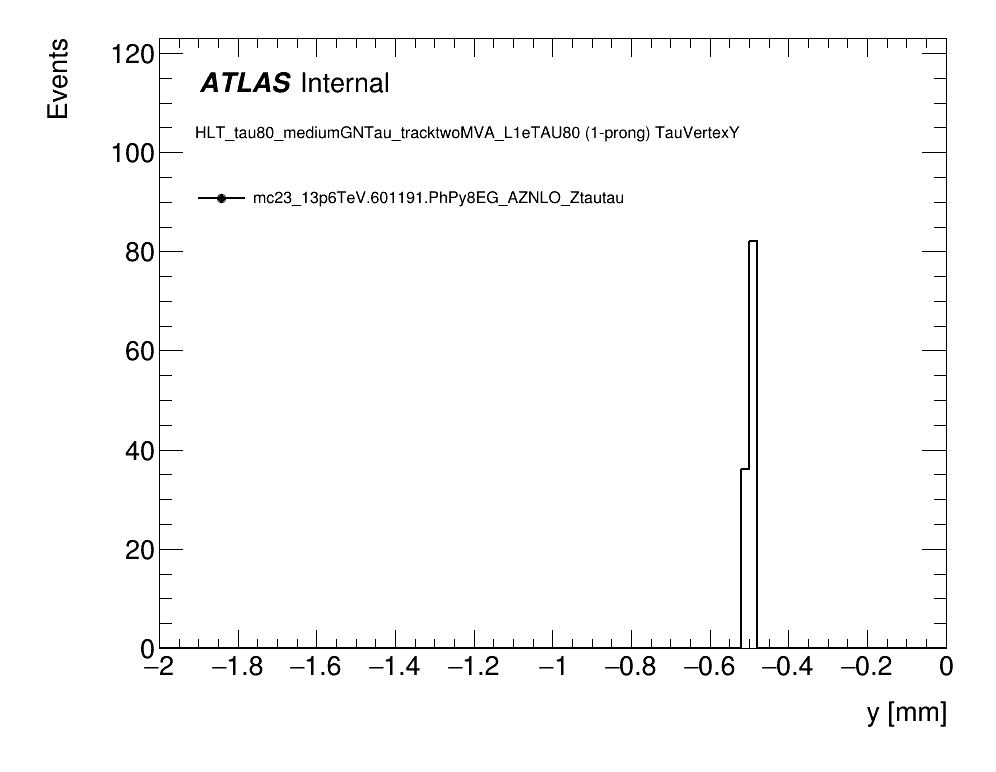 Events
120
ATLAS Internal
HLT_tau80_mediumGNTau_tracktwoMVA_L1eTAU80 (1-prong) TauVertexY
100
mc23_13p6TeV.601191.PhPy8EG_AZNLO_Ztautau
80
60
40
20
0
−2 −1.8 −1.6 −1.4 −1.2 −1 −0.8 −0.6 −0.4 −0.2 0
y [mm]